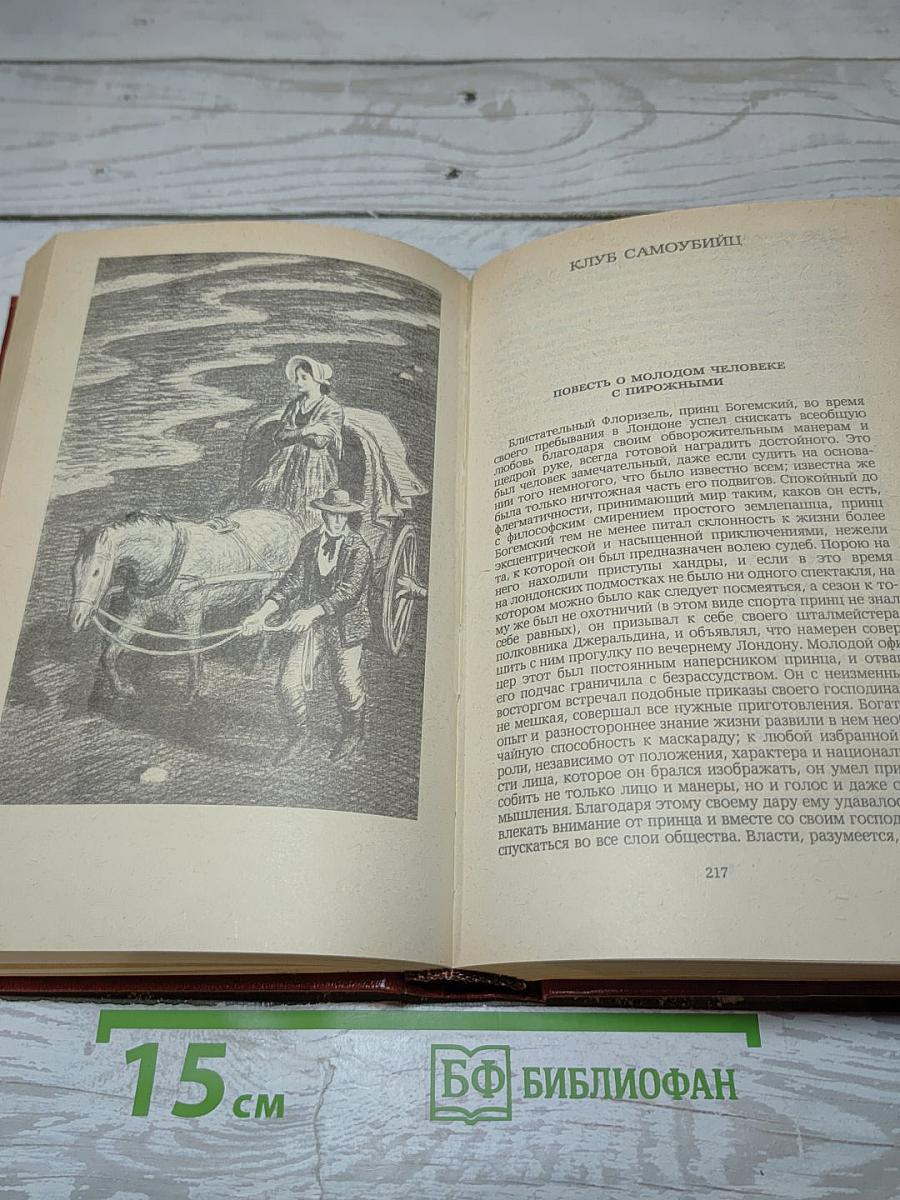 КЛУБ САМОУБИЙЦ
ПОВЕСТЬ О МОЛОДОМ ЧЕЛОВЕКЕ
С ПИРОЖНЫМИ
Блистательный Флоризель, принц Богемский, во время
своего пребывания в Лондоне успел снискать всеобщую
любовь благодаря своим обворожительным манерам и
щедрой руке, всегда готовой наградить достойного. Это
был человек замечательный, даже если судить на основа-
нии того немногого, что было известно всем; известна же
была только ничтожная часть его подвигов. Спокойный до
флегматичности, принимающий мир таким, каков он есть,
с философским смирением простого землепашца, принц
Богемский тем не менее питал склонность к жизни более
эксцентрической и насыщенной приключениями, нежели
та, к которой он был предназначен волею судеб. Порою на
него находили приступы хандры, и если в это время
на лондонских подмостках не было ни одного спектакля, на
котором можно было как следует посмеяться, а сезон к то-
му же был не охотничий (в этом виде спорта принц не знал
себе равных), он призывал к себе своего шталмейстера
полковника Джеральдина, и объявлял, что намерен совер
шить с ним прогулку по вечернему Лондону. Молодой офи
цер этот был постоянным наперсником принца, и отваг
его подчас граничила с безрассудством. Он с неизменны
восторгом встречал подобные приказы своего господина
не мешкая, совершал все нужные приготовления. Богат
опыт и разностороннее знание жизни развили в нем необ
чайную способность к маскараду; к любой избранной
роли, независимо от положения, характера и националь
сти лица, которое он брался изображать, он умел при
собить не только лицо и манеры, но и голос и даже с
мышления. Благодаря этому своему дару ему удавалос
влекать внимание от принца и вместе со своим господ
спускаться во все слои общества. Власти, разумеется,
217
15 см
БФ БИБЛИОФАН